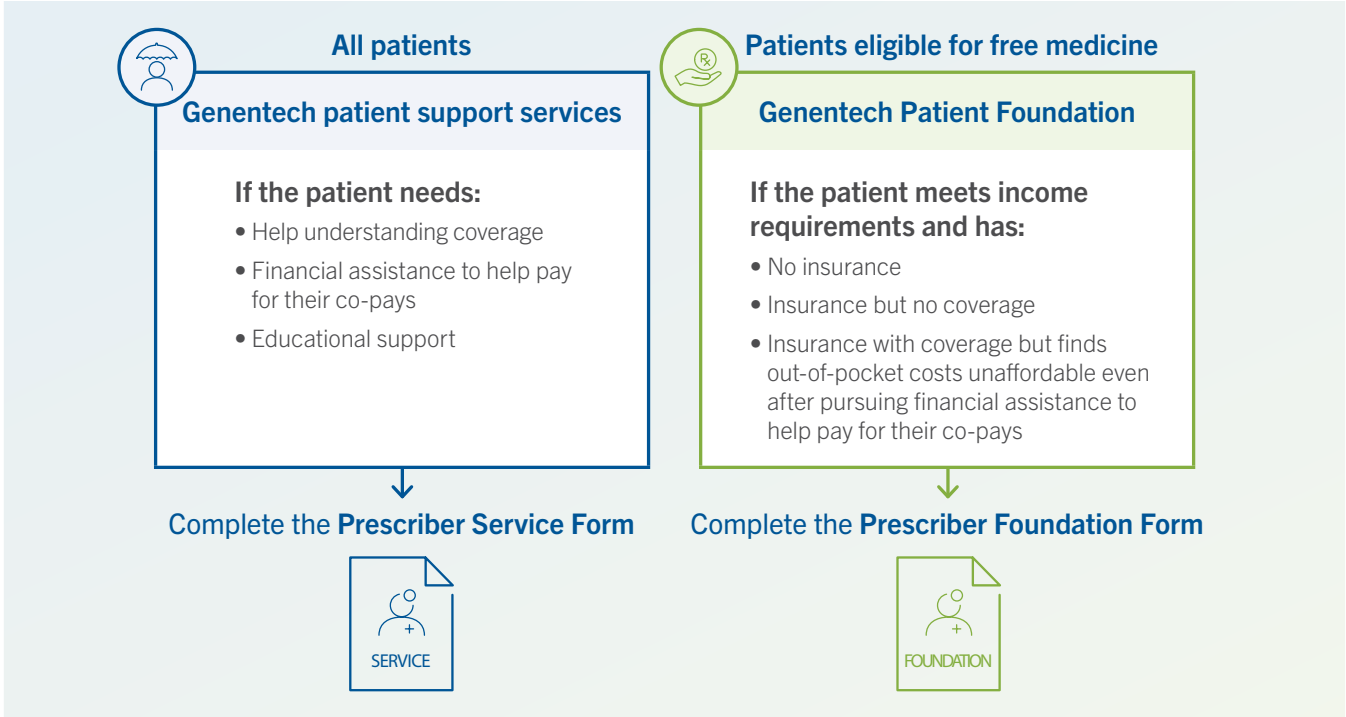 All patients
Genentech patient support services
If the patient needs:
• Help understanding coverage
• Financial assistance to help pay
for their co-pays
• Educational support
Complete the Prescriber Service Form
SERVICE
Patients eligible for free medicine
Rx
Genentech Patient Foundation
If the patient meets income
requirements and has:
• No insurance
• Insurance but no coverage
• Insurance with coverage but finds
out-of-pocket costs unaffordable even
after pursuing financial assistance to
help pay for their co-pays
Complete the Prescriber Foundation Form
FOUNDATION